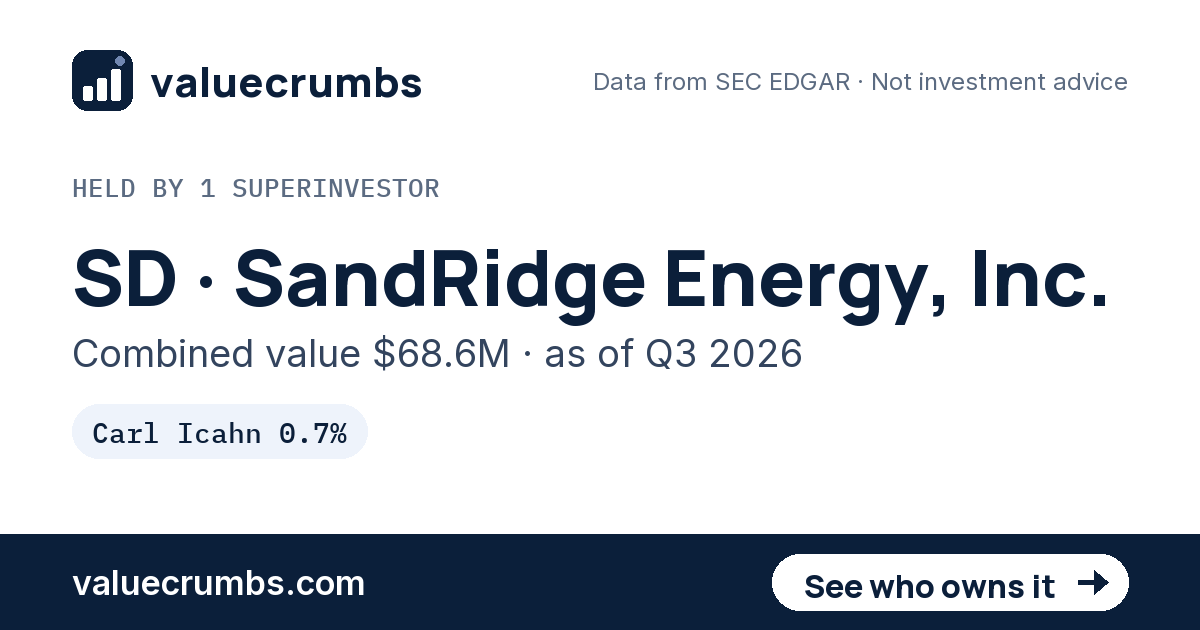 valuecrumbs
Data from SEC EDGAR · Not investment advice
HELD BY 1 SUPERINVESTOR
SD · SandRidge Energy, Inc.
Combined value $68.6M · as of Q3 2026
Carl Icahn 0.7%
valuecrumbs.com
See who owns it →